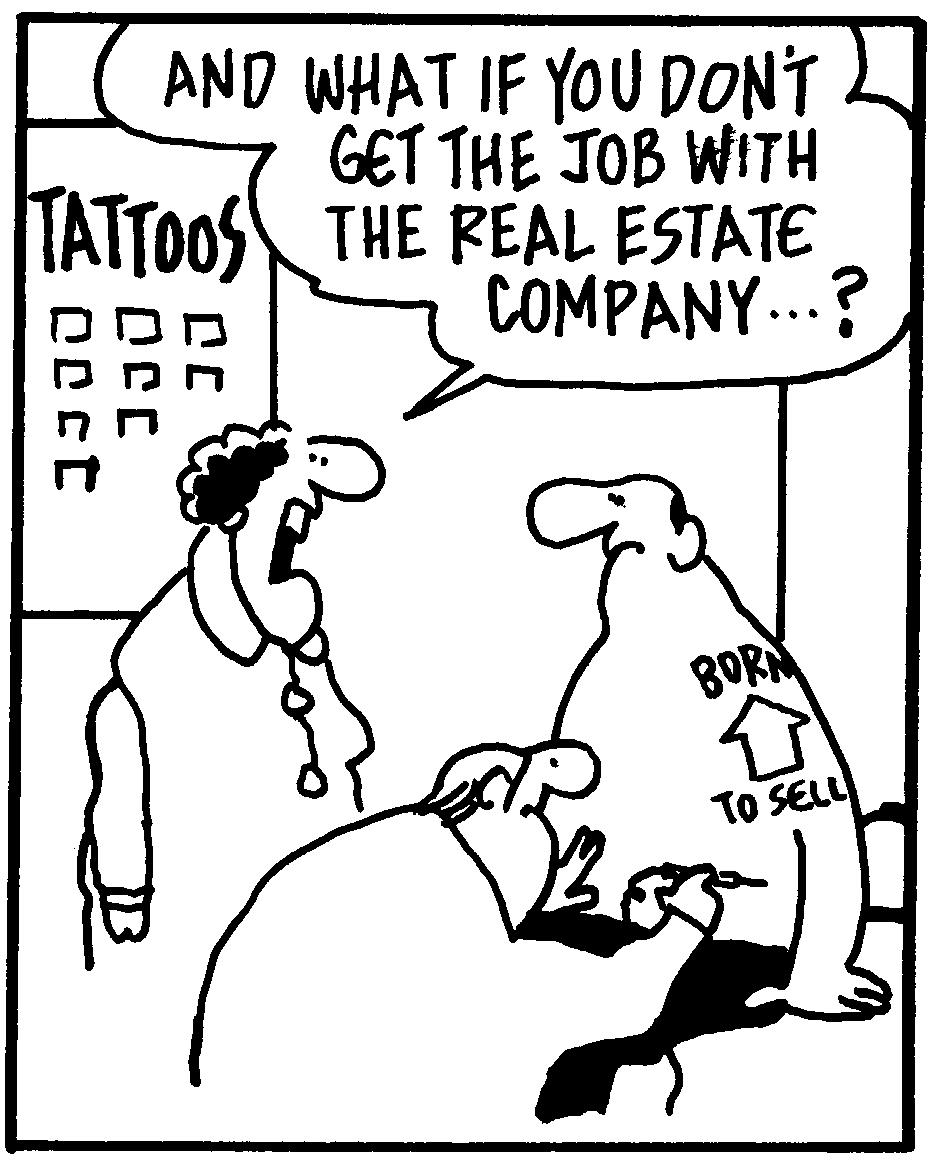 AND WHAT IF YOU DON'T
GET THE JOB WITH
THE REAL ESTATE
COMPANY...?
TATTOOS
BORN
TO SELL